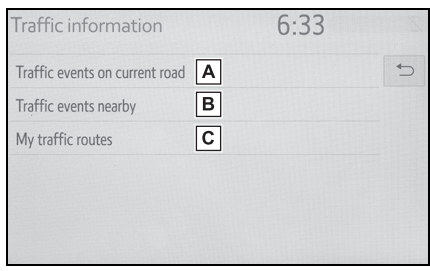 Traffic information 6:33
Traffic events on current road A
Traffic events nearby B
My traffic routes C